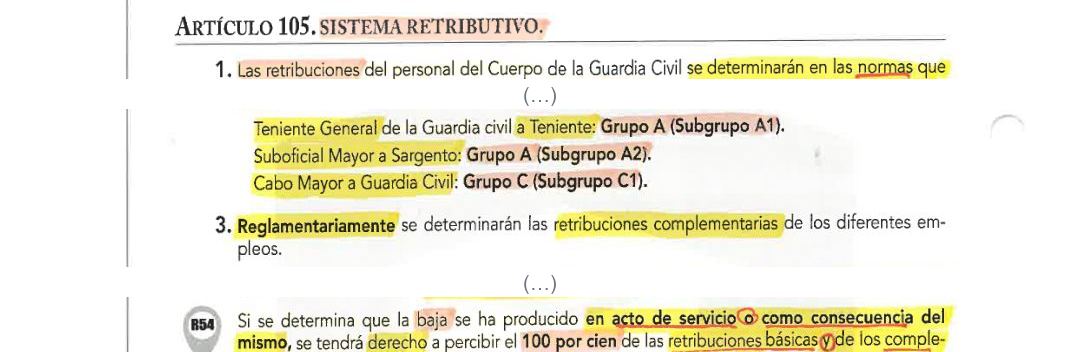 ARTÍCULO 105. SISTEMA RETRIBUTIVO.
1. Las retribuciones del personal del Cuerpo de la Guardia Civil se determinarán en las normas que
(...)
Teniente General de la Guardia civil a Teniente: Grupo A (Subgrupo A1).
Suboficial Mayor a Sargento: Grupo A (Subgrupo A2).
Cabo Mayor a Guardia Civil: Grupo C (Subgrupo C1).
3. Reglamentariamente se determinarán las retribuciones complementarias de los diferentes em-
pleos.
(...)
R54 Si se determina que la baja se ha producido en acto de servicio o como consecuencia del
mismo, se tendrá derecho a percibir el 100 por cien de las retribuciones básicas y de los comple-